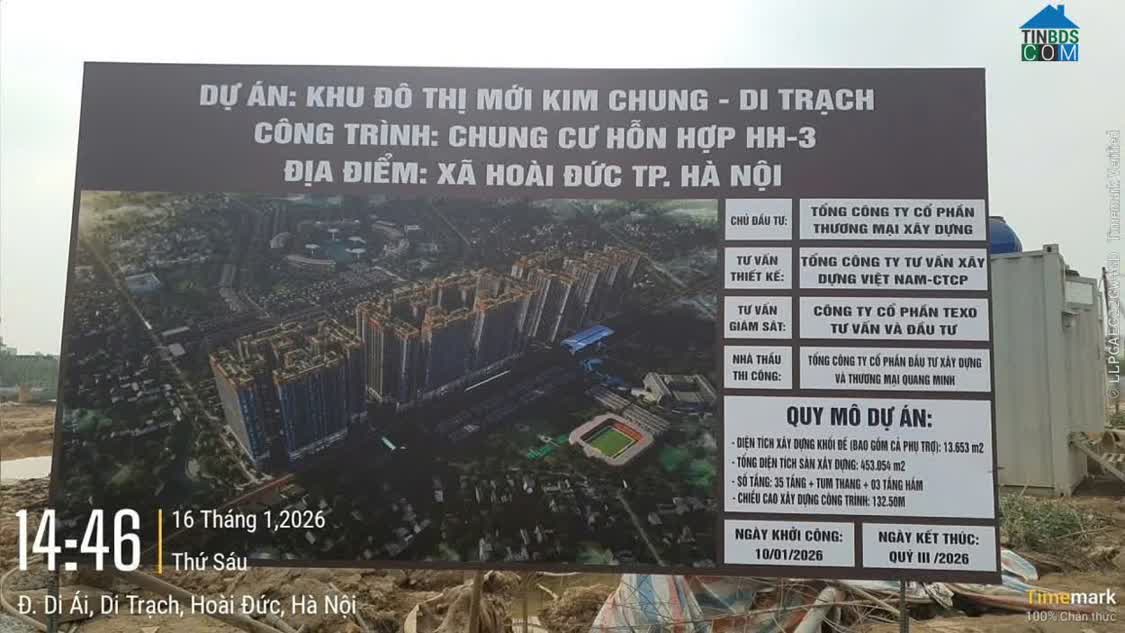 TINBDS
COM
DỰ ÁN: KHU ĐÔ THỊ MỚI KIM CHUNG - DI TRẠCH
CÔNG TRÌNH: CHUNG CƯ HỖN HỢP HH-3
ĐỊA ĐIỂM: XÃ HOÀI ĐỨC TP. HÀ NỘI
CHỦ ĐẦU TƯ:
TỔNG CÔNG TY CỔ PHẦN
THƯƠNG MẠI XÂY DỰNG
TƯ VẤN
THIẾT KẾ:
TỔNG CÔNG TY TƯ VẤN XÂY
DỰNG VIỆT NAM-CTCP
TƯ VẤN
GIÁM SÁT:
CÔNG TY CỔ PHẦN TEXO
TƯ VẤN VÀ ĐẦU TƯ
NHÀ THẦU
THI CÔNG:
TỔNG CÔNG TY CỔ PHẦN ĐẦU TƯ XÂY DỰNG
VÀ THƯƠNG MẠI QUANG MINH
QUY MÔ DỰ ÁN:
- DIỆN TÍCH XÂY DỰNG KHỐI ĐẾ (BAO GỒM CẢ PHỤ TRỢ): 13.653 m2
- TỔNG DIỆN TÍCH SÀN XÂY DỰNG: 453.054 m2
- SỐ TẦNG: 35 TẦNG + TUM THANG + 03 TẦNG HẦM
- CHIỀU CAO XÂY DỰNG CÔNG TRÌNH: 132.50M
NGÀY KHỞI CÔNG:
10/01/2026
NGÀY KẾT THÚC:
QUÝ III /2026
14:46
16 Tháng 1,2026
Thứ Sáu
Đ. Di Ái, Di Trạch, Hoài Đức, Hà Nội
Timemark
100% Chân thực
Timemark Verified